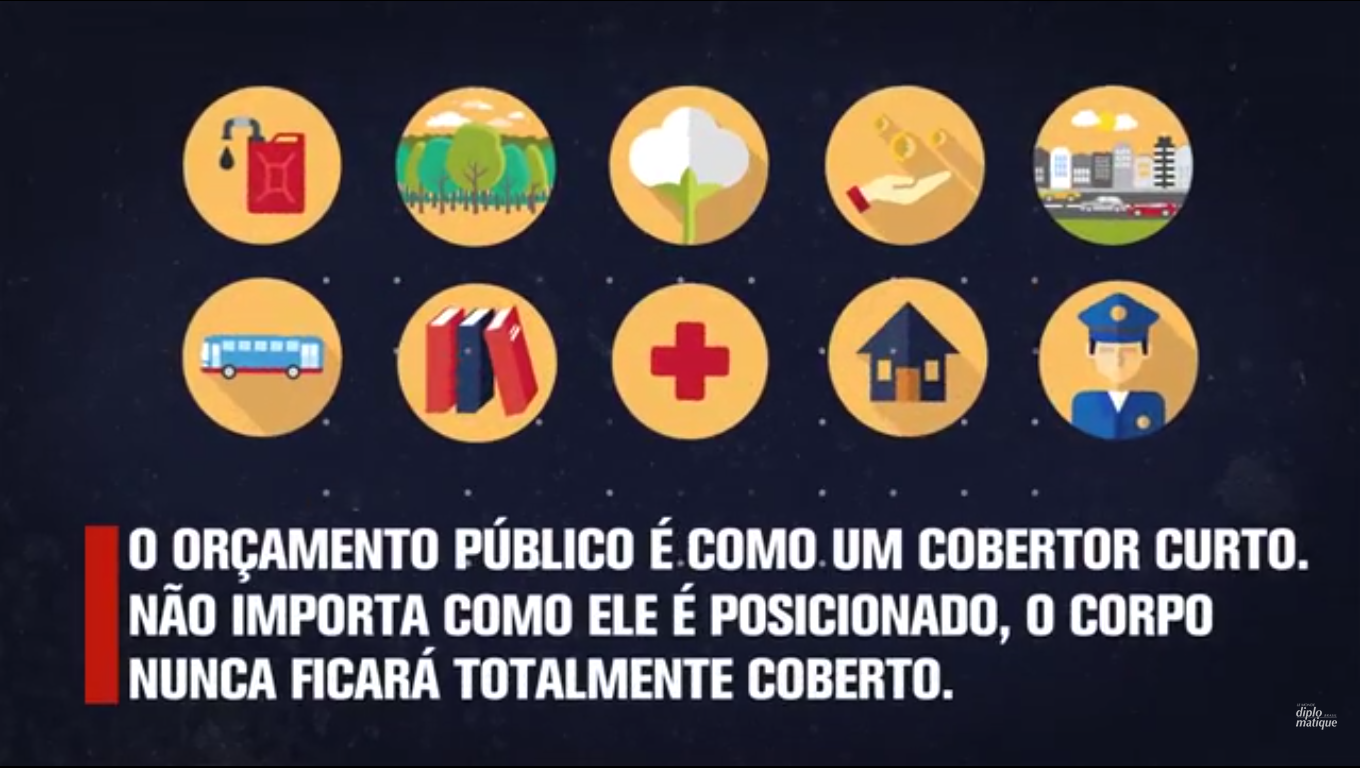 O ORÇAMENTO PÚBLICO É COMO UM COBERTOR CURTO.
NÃO IMPORTA COMO ELE É POSICIONADO, O CORPO
NUNCA FICARÁ TOTALMENTE COBERTO.
diplo
matique